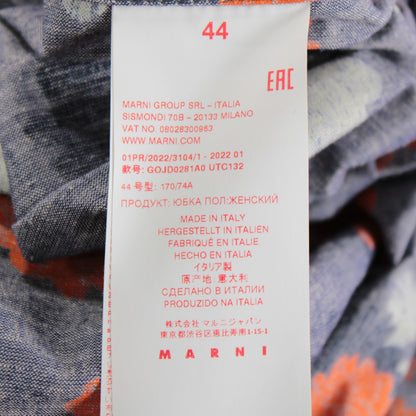 44
EAC
MARNI GROUP SRL – ITALIA
SISMONDI 70B – 20133 MILANO
VAT NO. 08028300963
WWW.MARNI.COM
01PR/2022/3104/1 - 2022 01
款号: GOJD0281A0 UTC132
44 号型: 170/74A
ПРОДУКТ: ЮБКА ПОЛ:ЖЕНСКИЙ
MADE IN ITALY
HERGESTELLT IN ITALIEN
FABRIQUÉ EN ITALIE
HECHO EN ITALIA
イタリア製
原产地 意大利
СДЕЛАНО В ИТАЛИИ
PRODUZIDO NA ITALIA
株式会社 マルニジャパン
東京都渋谷区恵比寿南1-15-1
MARNI